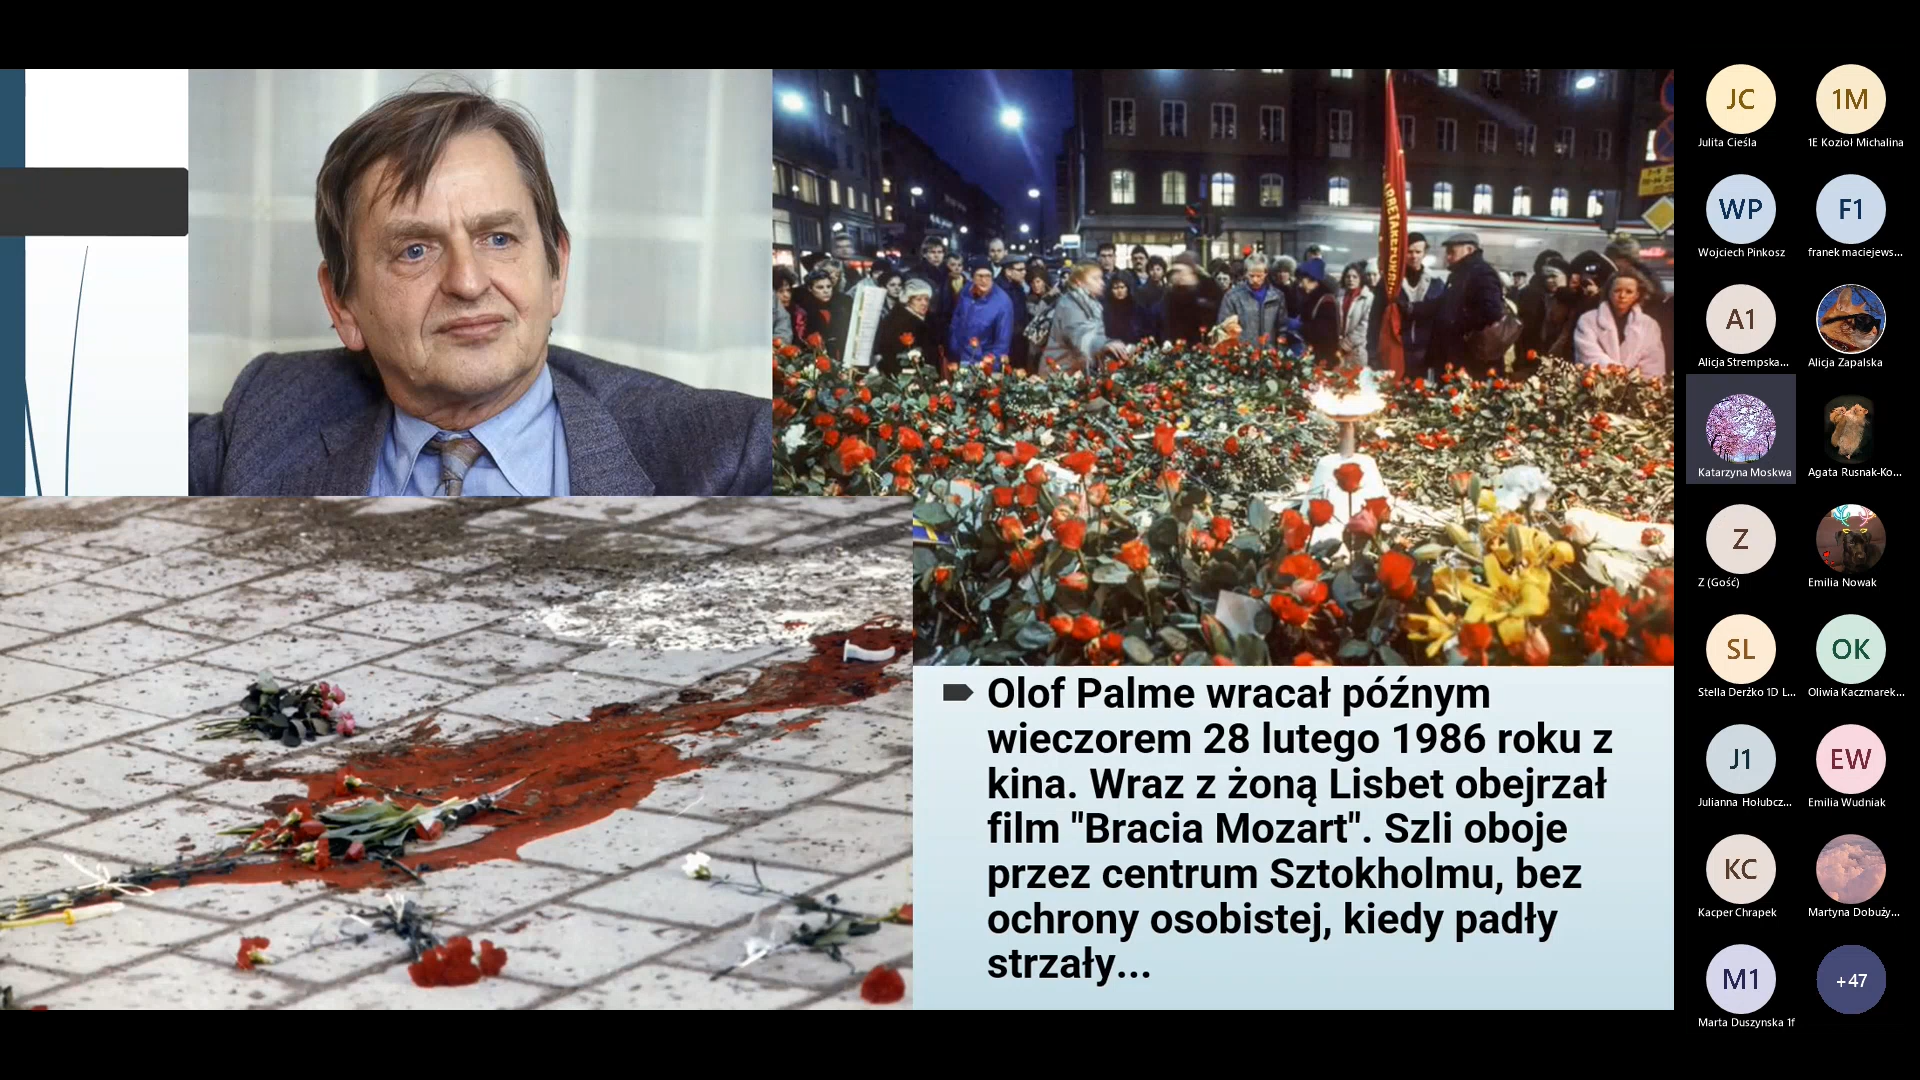 Olof Palme wracał późnym
wieczorem 28 lutego 1986 roku z
kina. Wraz z żoną Lisbet obejrzał
film "Bracia Mozart". Szli oboje
przez centrum Sztokholmu, bez
ochrony osobistej, kiedy padły
strzały...
JC
Julita Cieśla
1M
1E Kozioł Michalina
WP
Wojciech Pinkosz
F1
franek maciejews...
A1
Alicja Strempska...
Alicja Zapalska
Katarzyna Moskwa
Agata Rusnak-Ko...
Z
Z (Gość)
Emilia Nowak
SL
Stella Derżko 1D L...
OK
Oliwia Kaczmarek...
J1
Julianna Hołubcz...
EW
Emilia Wudniak
KC
Kacper Chrapek
Martyna Dobuży...
M1
Marta Duszynska 1f
+47